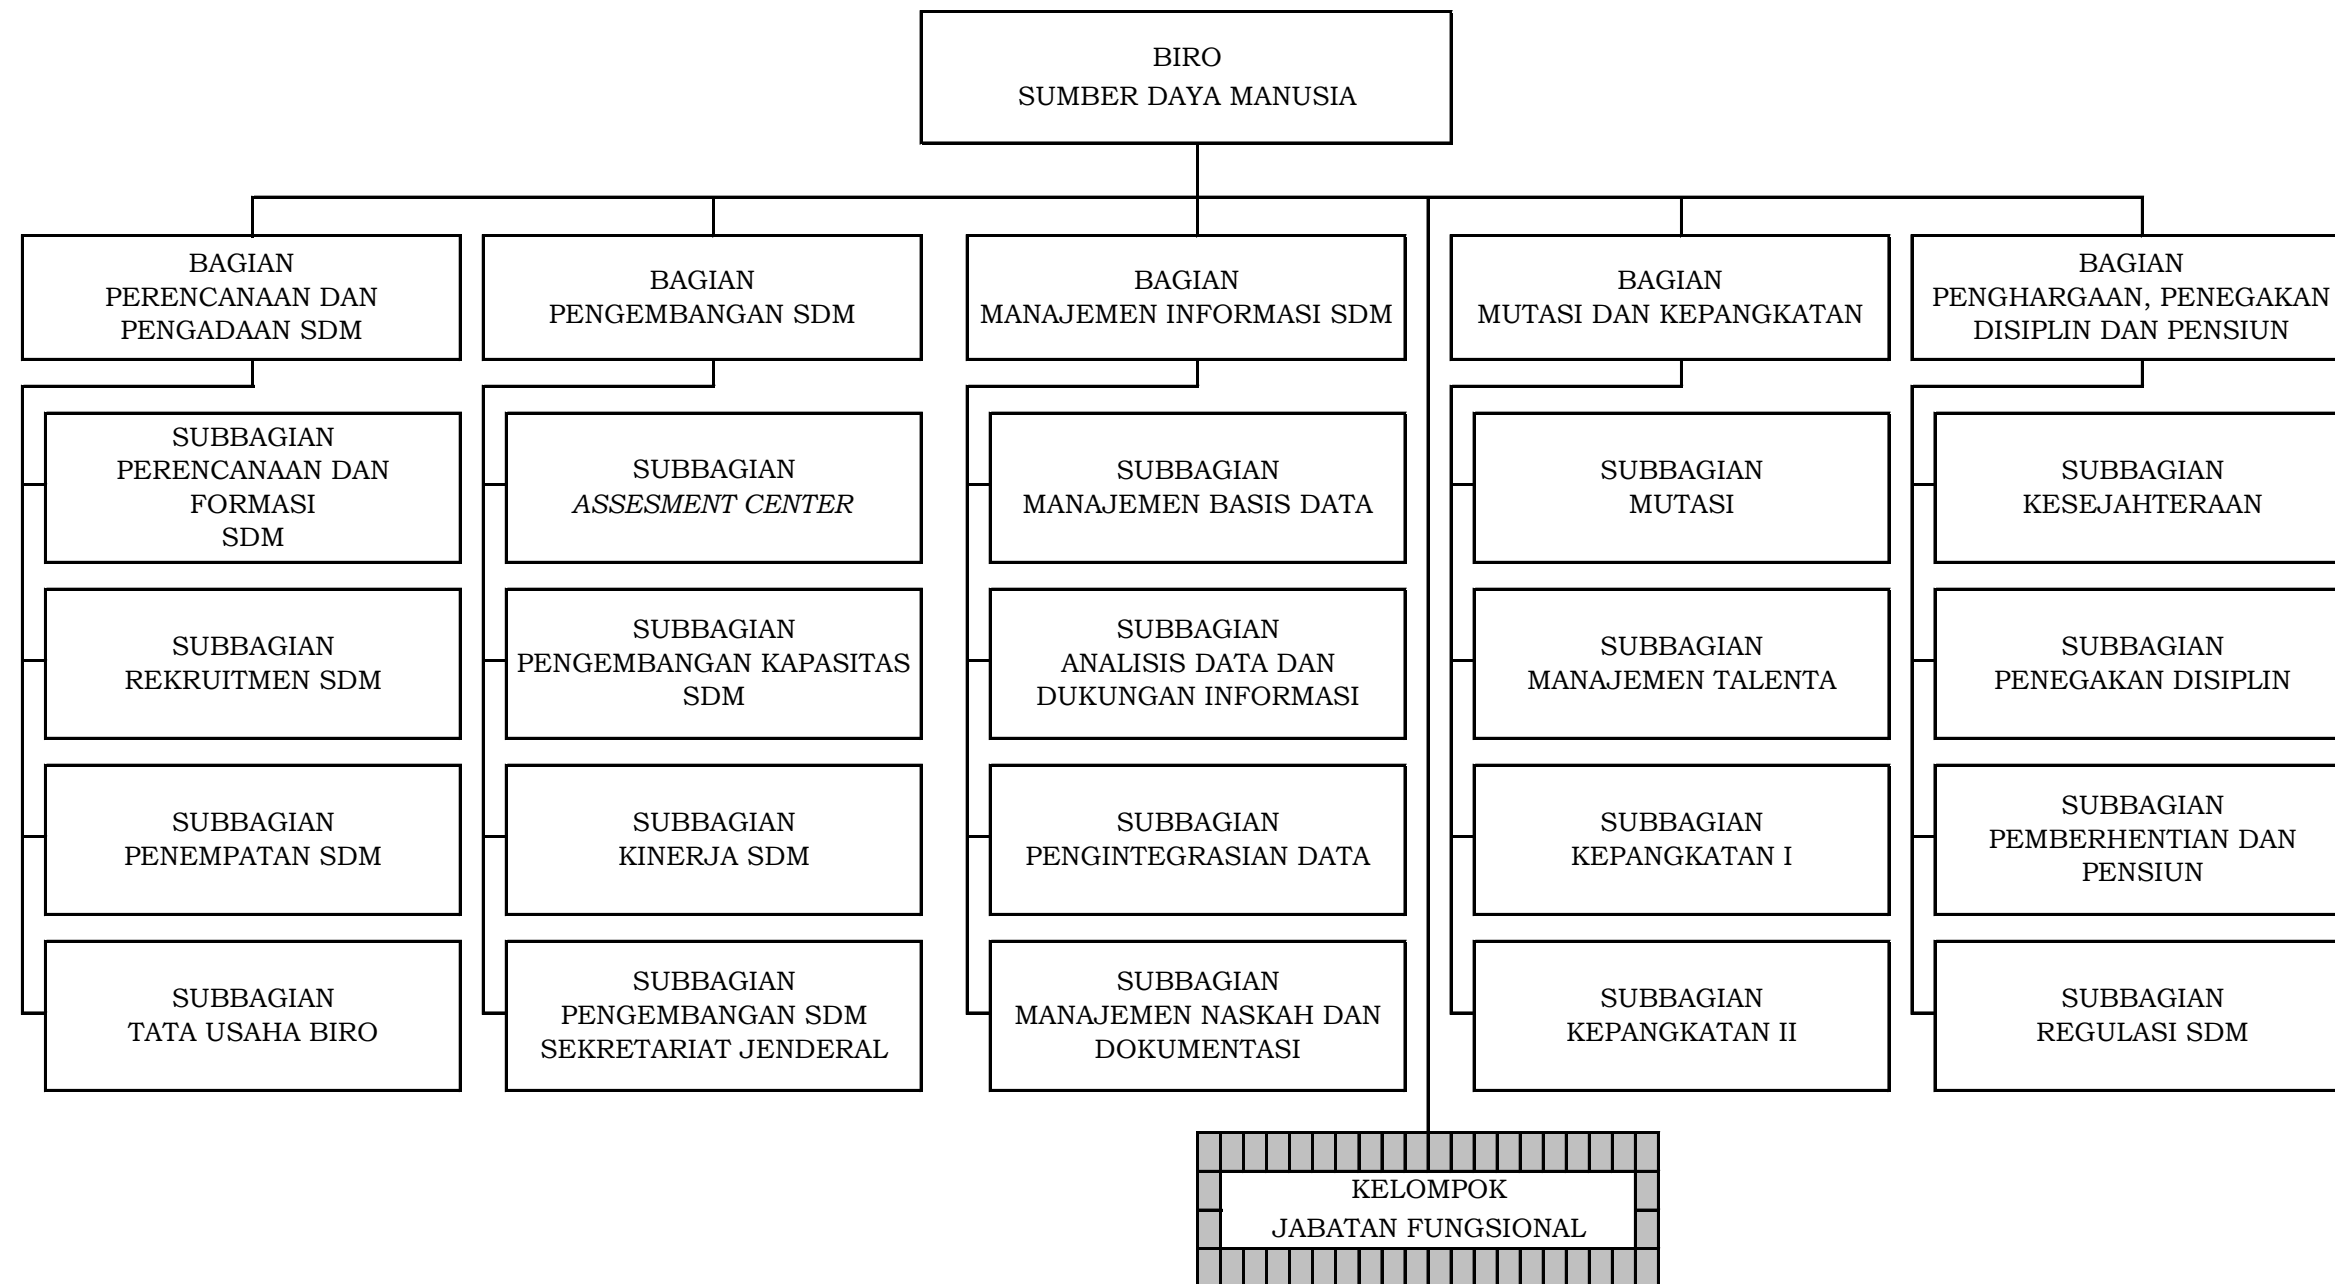 BIRO
SUMBER DAYA MANUSIA
BAGIAN
PERENCANAAN DAN
PENGADAAN SDM
BAGIAN
PENGEMBANGAN SDM
BAGIAN
MANAJEMEN INFORMASI SDM
BAGIAN
MUTASI DAN KEPANGKATAN
BAGIAN
PENGHARGAAN, PENEGAKAN
DISIPLIN DAN PENSIUN
SUBBAGIAN
PERENCANAAN DAN
FORMASI
SDM
SUBBAGIAN
ASSESMENT CENTER
SUBBAGIAN
MANAJEMEN BASIS DATA
SUBBAGIAN
MUTASI
SUBBAGIAN
KESEJAHTERAAN
SUBBAGIAN
REKRUITMEN SDM
SUBBAGIAN
PENGEMBANGAN KAPASITAS
SDM
SUBBAGIAN
ANALISIS DATA DAN
DUKUNGAN INFORMASI
SUBBAGIAN
MANAJEMEN TALENTA
SUBBAGIAN
PENEGAKAN DISIPLIN
SUBBAGIAN
PENEMPATAN SDM
SUBBAGIAN
KINERJA SDM
SUBBAGIAN
PENGINTEGRASIAN DATA
SUBBAGIAN
KEPANGKATAN I
SUBBAGIAN
PEMBERHENTIAN DAN
PENSIUN
SUBBAGIAN
TATA USAHA BIRO
SUBBAGIAN
PENGEMBANGAN SDM
SEKRETARIAT JENDERAL
SUBBAGIAN
MANAJEMEN NASKAH DAN
DOKUMENTASI
SUBBAGIAN
KEPANGKATAN II
SUBBAGIAN
REGULASI SDM
KELOMPOK
JABATAN FUNGSIONAL